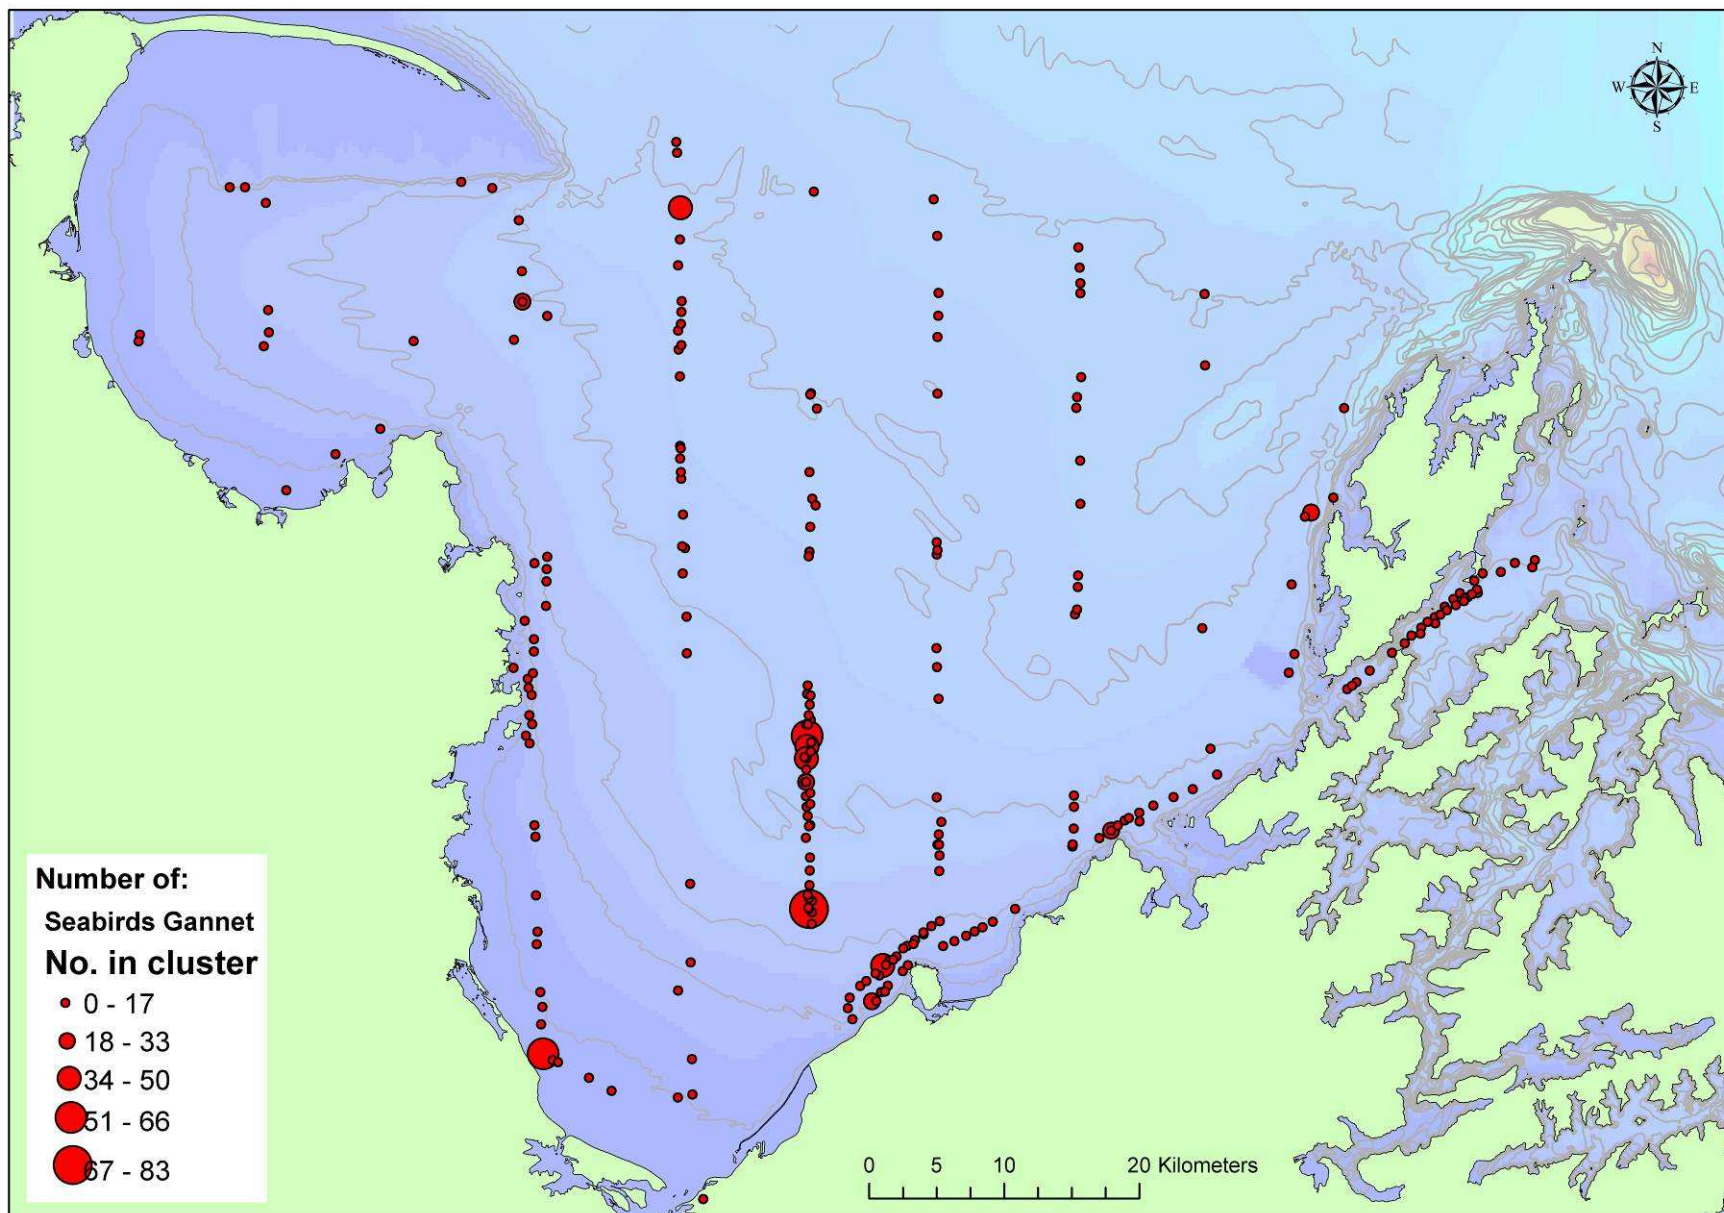 N
W E
S
Number of:
Seabirds Gannet
No. in cluster
0 - 17
18 - 33
34 - 50
51 - 66
67 - 83
0 5 10 20 Kilometers